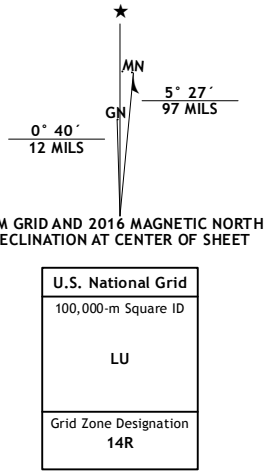 ★
MN
GN
5° 27´
97 MILS
0° 40´
12 MILS
M GRID AND 2016 MAGNETIC NORTH
ECLINATION AT CENTER OF SHEET
U.S. National Grid
100,000-m Square ID
LU
Grid Zone Designation
14R